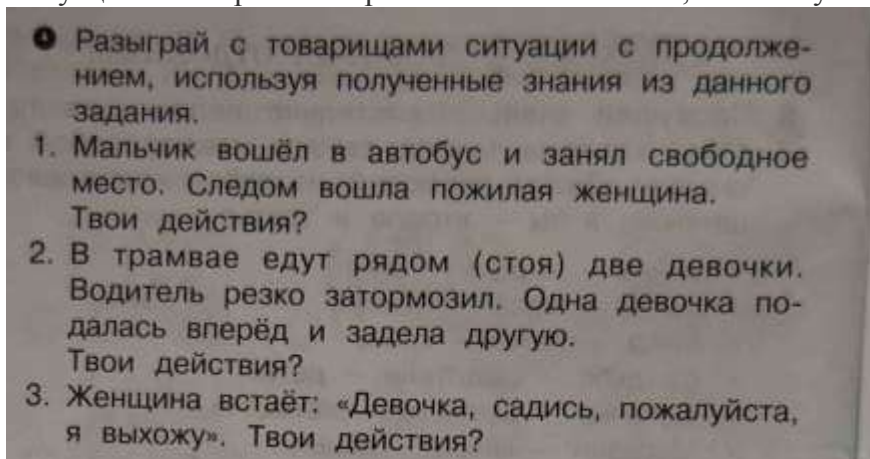 Разыграй с товарищами ситуации с продолже-
нием, используя полученные знания из данного
задания.
1. Мальчик вошёл в автобус и занял свободное
место. Следом вошла пожилая женщина.
Твои действия?
2. В трамвае едут рядом (стоя) две девочки.
Водитель резко затормозил. Одна девочка по-
далась вперёд и задела другую.
Твои действия?
3. Женщина встаёт: «Девочка, садись, пожалуйста,
я выхожу». Твои действия?